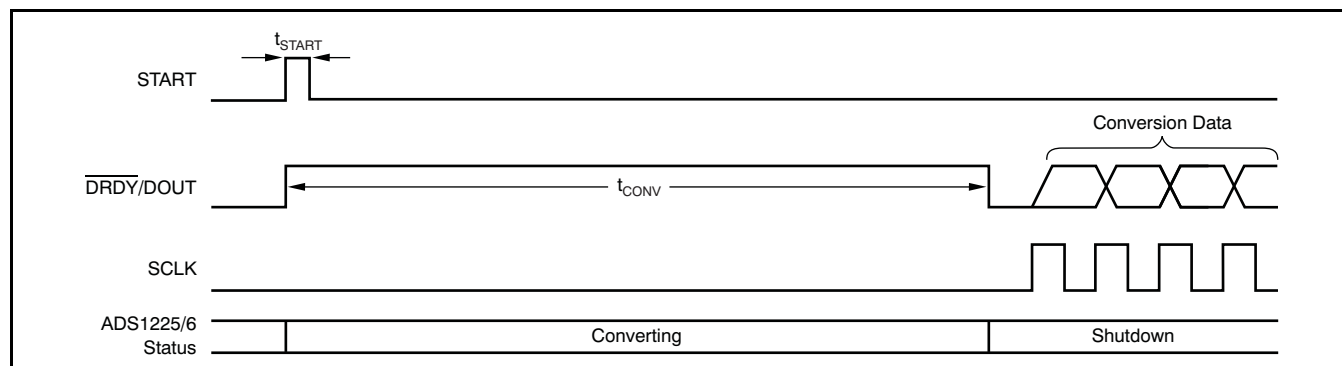 tSTART
START
Conversion Data
DRDY/DOUT
tCONV
SCLK
ADS1225/6
Status
Converting
Shutdown